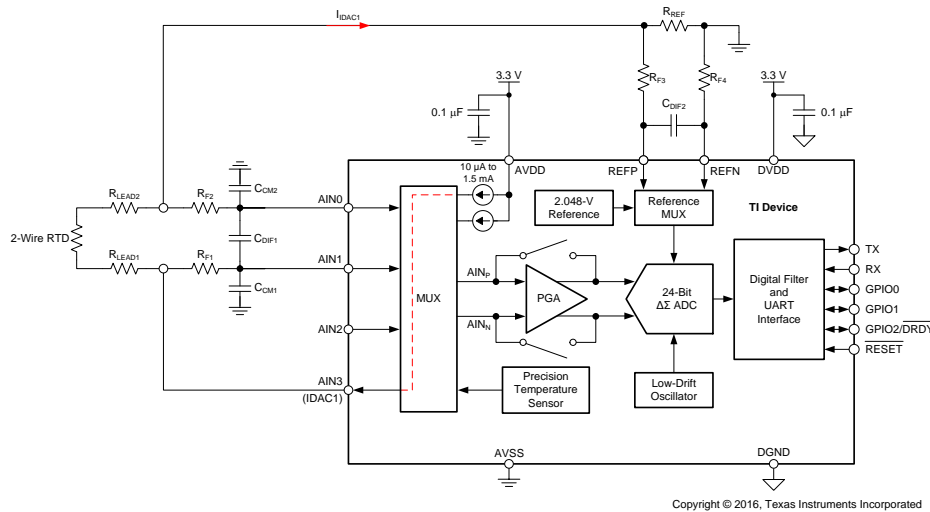 IIDAC1
RREF
RF3
RF4
3.3 V
3.3 V
CDIF2
0.1 μF
0.1 μF
10 μA to
1.5 mA
AVDD
REFP
REFN
DVDD
RLEAD2
RF2
CCM2
AIN0
2.048-V
Reference
Reference
MUX
TI Device
2-Wire RTD
CDIF1
RLEAD1
RF1
CCM1
AIN1
MUX
AINP
AINN
PGA
24-Bit
ΔΣ ADC
Digital Filter
and
UART
Interface
TX
RX
GPIO0
GPIO1
GPIO2/DRDY
RESET
AIN2
AIN3
(IDAC1)
Precision
Temperature
Sensor
Low-Drift
Oscillator
AVSS
DGND
Copyright © 2016, Texas Instruments Incorporated